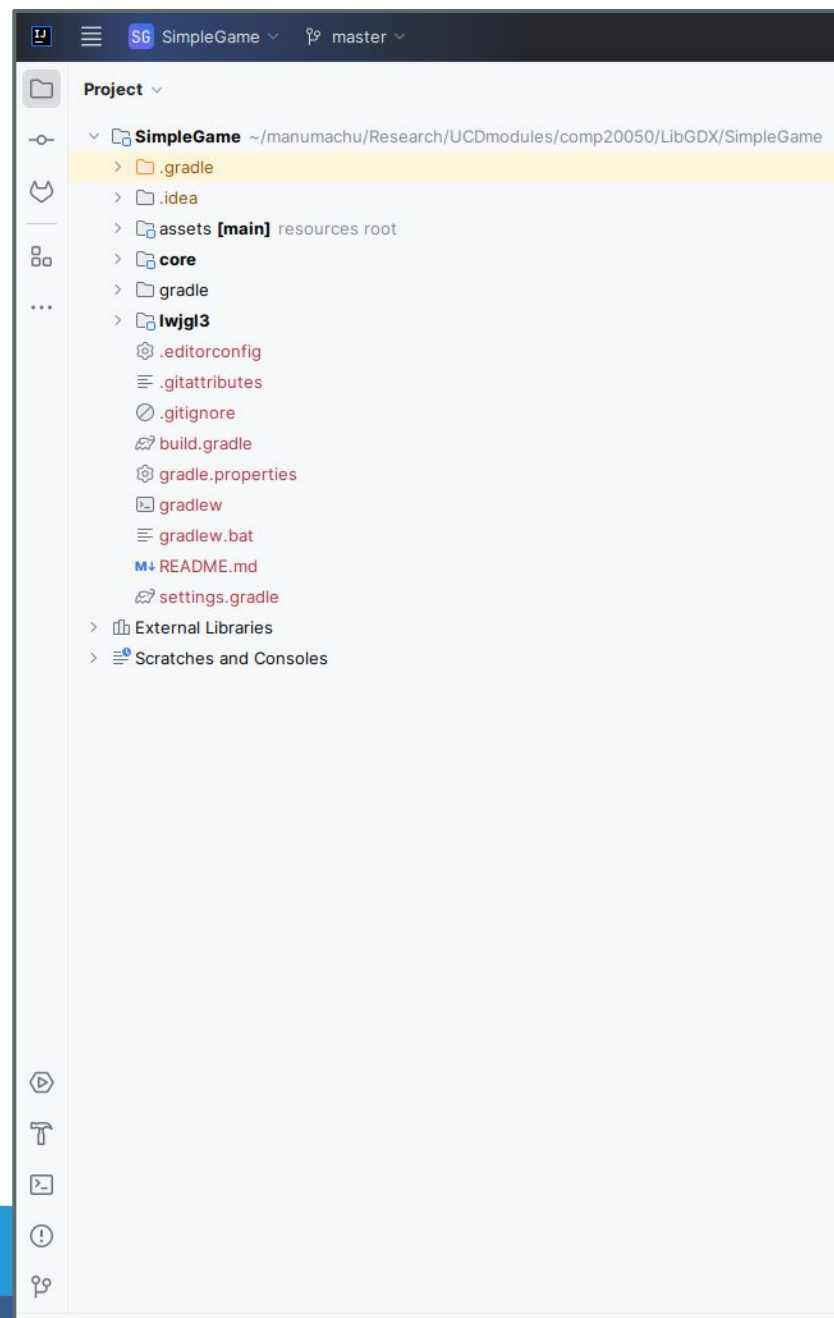 IJ SG SimpleGame master
Project
SimpleGame ~/manumachu/Research/UCDmodules/comp20050/LibGDX/SimpleGame
.gradle
.idea
assets [main] resources root
core
gradle
lwjgl3
.editorconfig
.gitattributes
.gitignore
build.gradle
gradle.properties
gradlew
gradlew.bat
M↓ README.md
settings.gradle
External Libraries
Scratches and Consoles